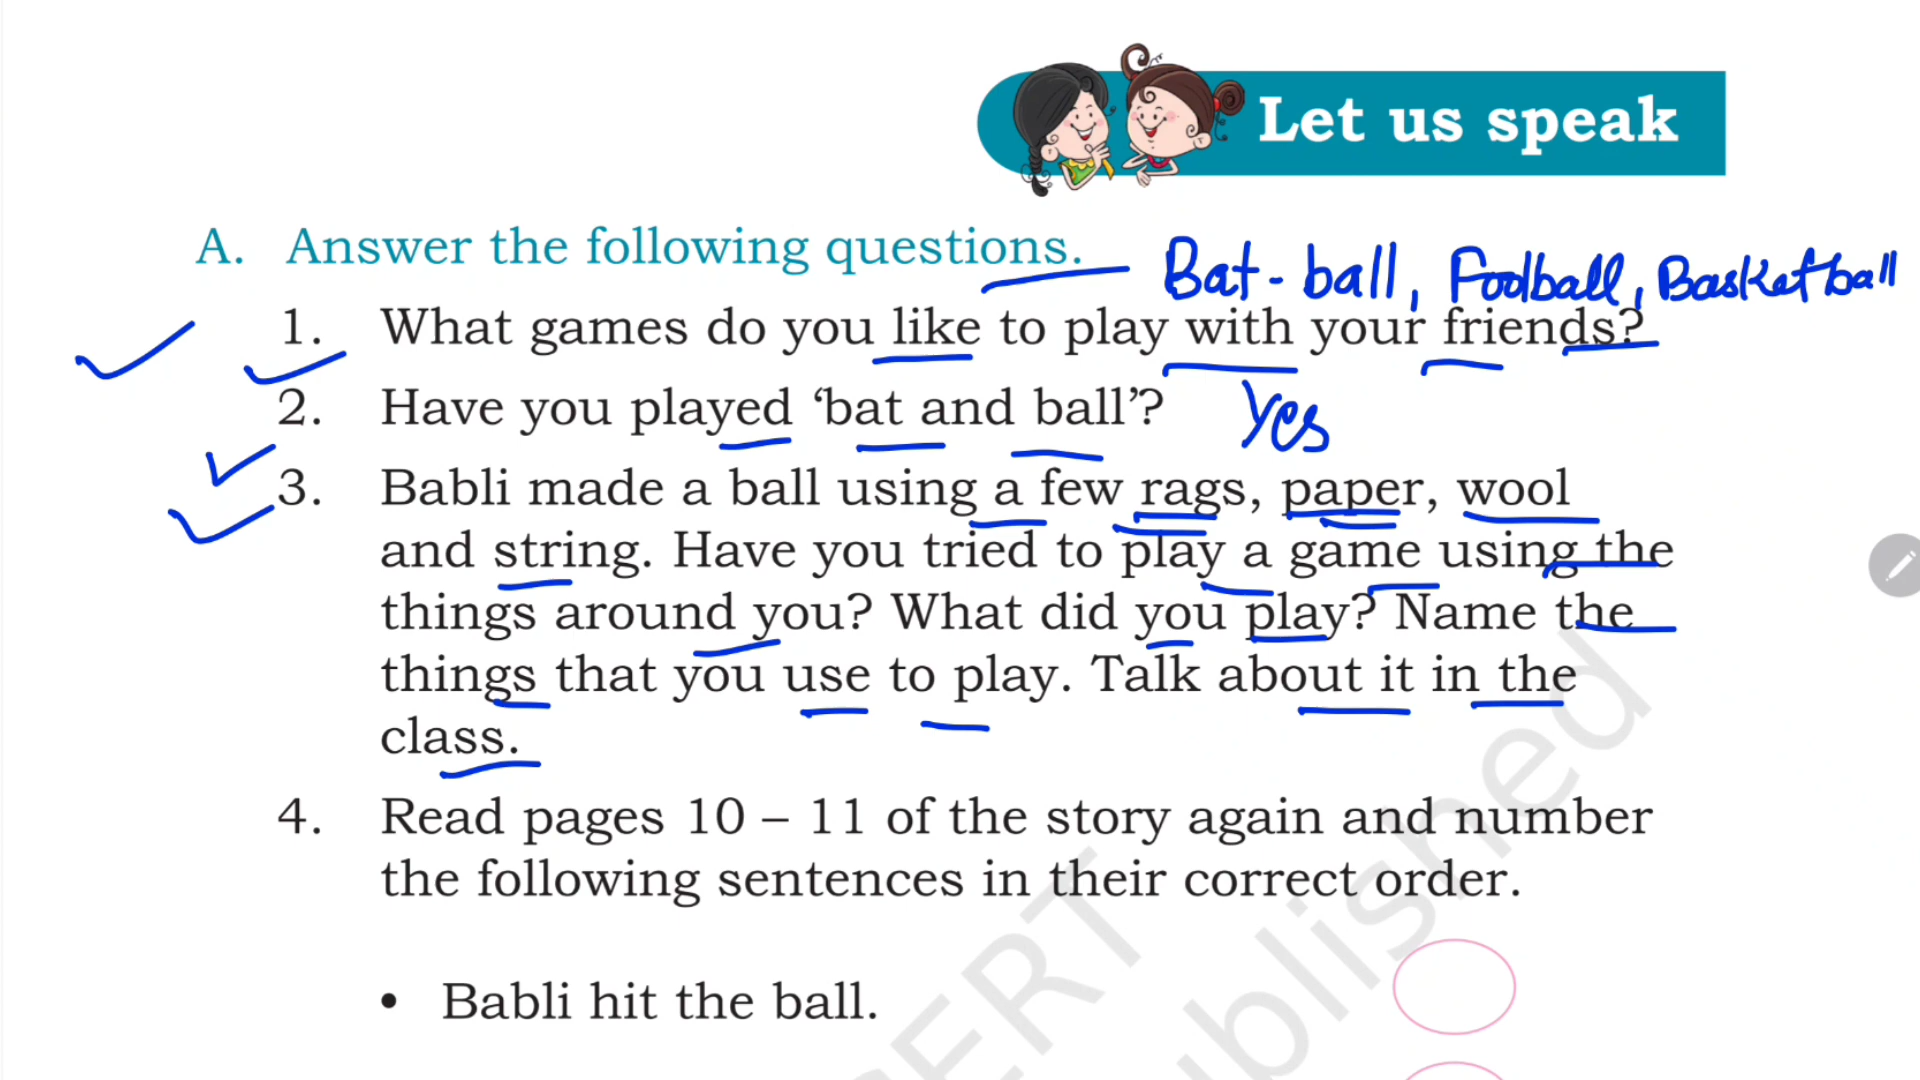 Let us speak
A. Answer the following questions.
Bat-ball, Foodball, Basketball
1. What games do you like to play with your friends?
2. Have you played ‘bat and ball’? Yes
3. Babli made a ball using a few rags, paper, wool
and string. Have you tried to play a game using the
things around you? What did you play? Name the
things that you use to play. Talk about it in the
class.
4. Read pages 10 – 11 of the story again and number
the following sentences in their correct order.
• Babli hit the ball.